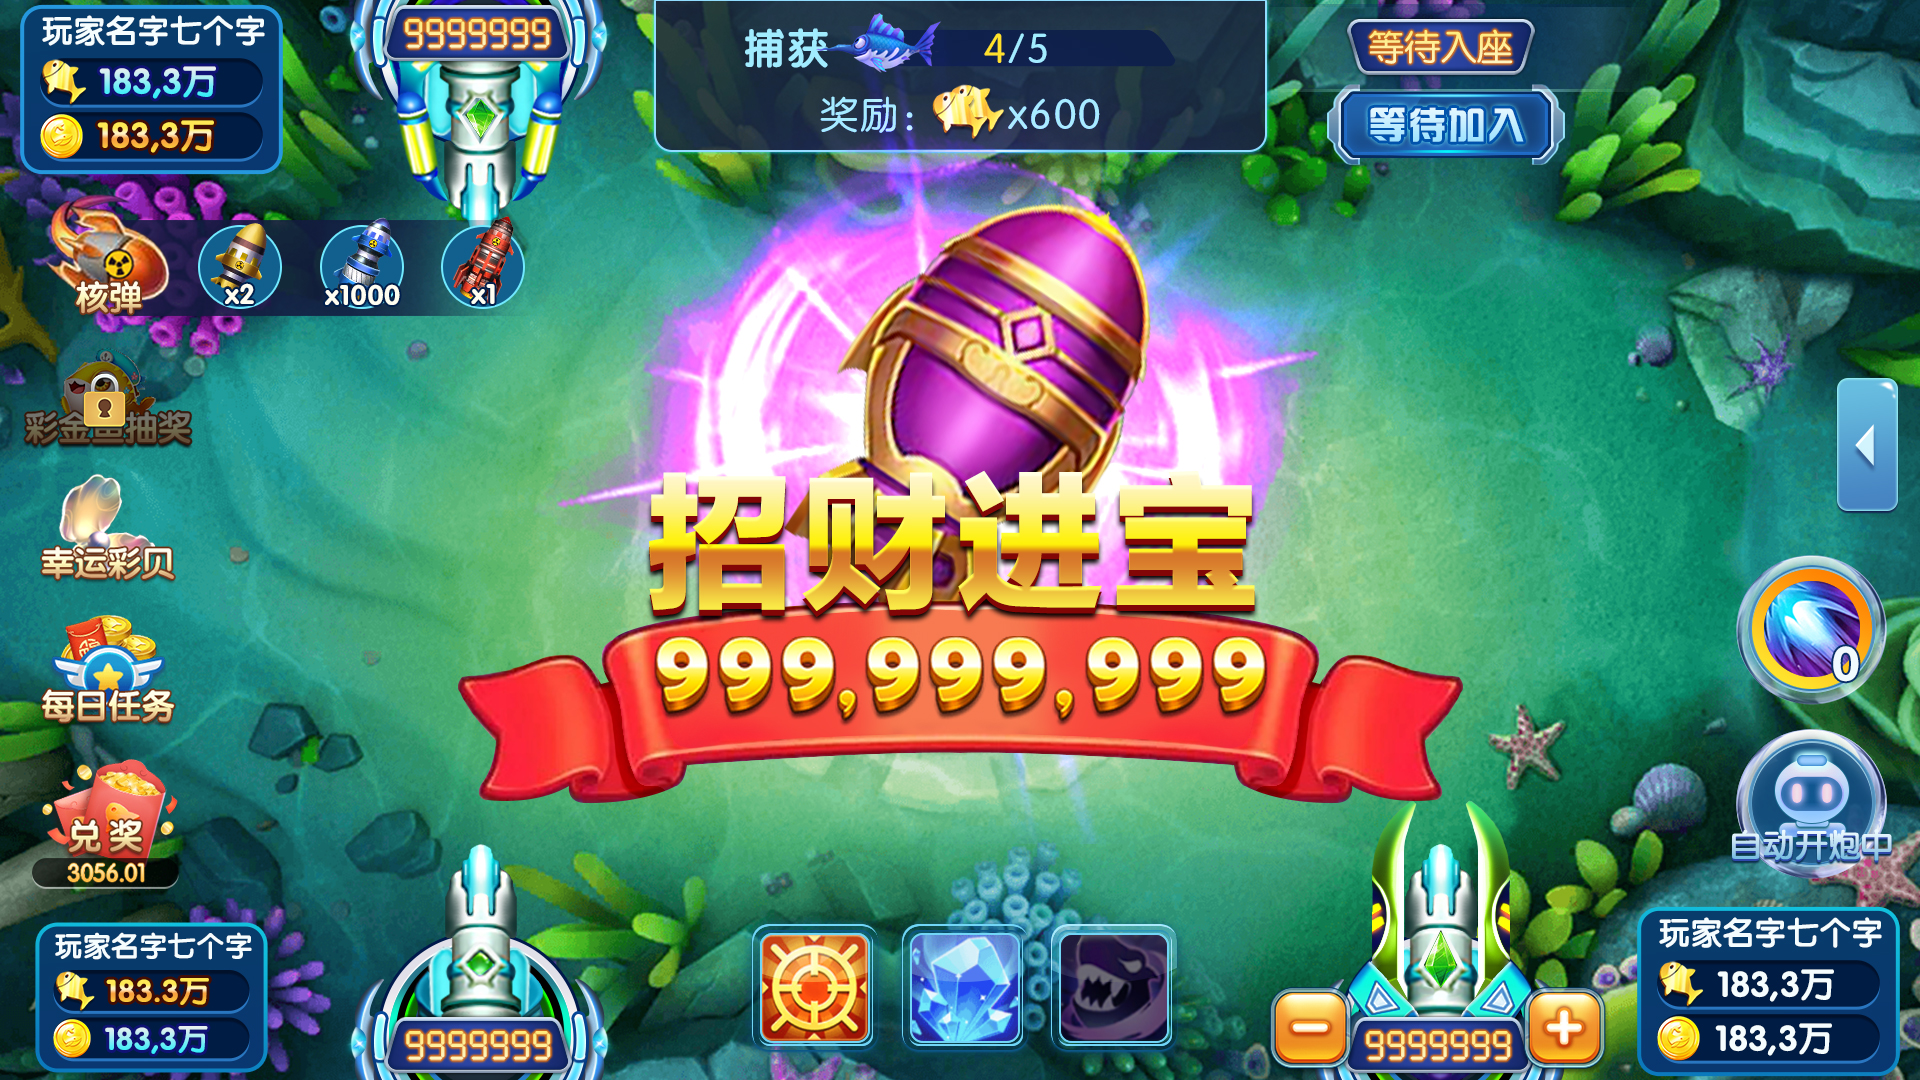 玩家名字七个字
183,3万
183,3万
9999999
捕获 4/5
奖励：x600
等待入座
等待加入
核弹
x2
x1000
x1
彩金鱼抽奖
幸运彩贝
每日任务
兑奖
3056.01
招财进宝
999,999,999
0
自动开炮中
玩家名字七个字
183.3万
183,3万
9999999
9999999
玩家名字七个字
183,3万
183,3万